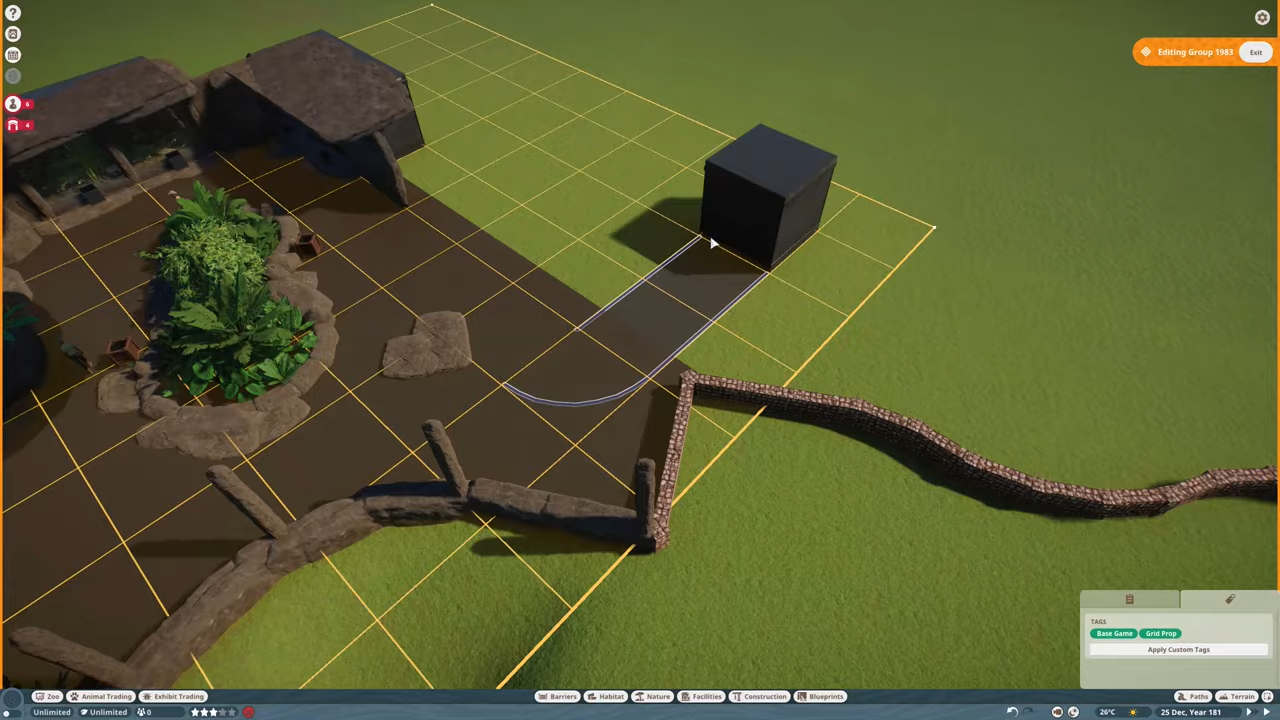 ?
Editing Group 1983
Exit
6
4
TAGS
Base Game
Grid Prop
Apply Custom Tags
Zoo
Animal Trading
Exhibit Trading
Barriers
Habitat
Nature
Facilities
Construction
Blueprints
Paths
Terrain
Unlimited
Unlimited
0
26°C
25 Dec, Year 181